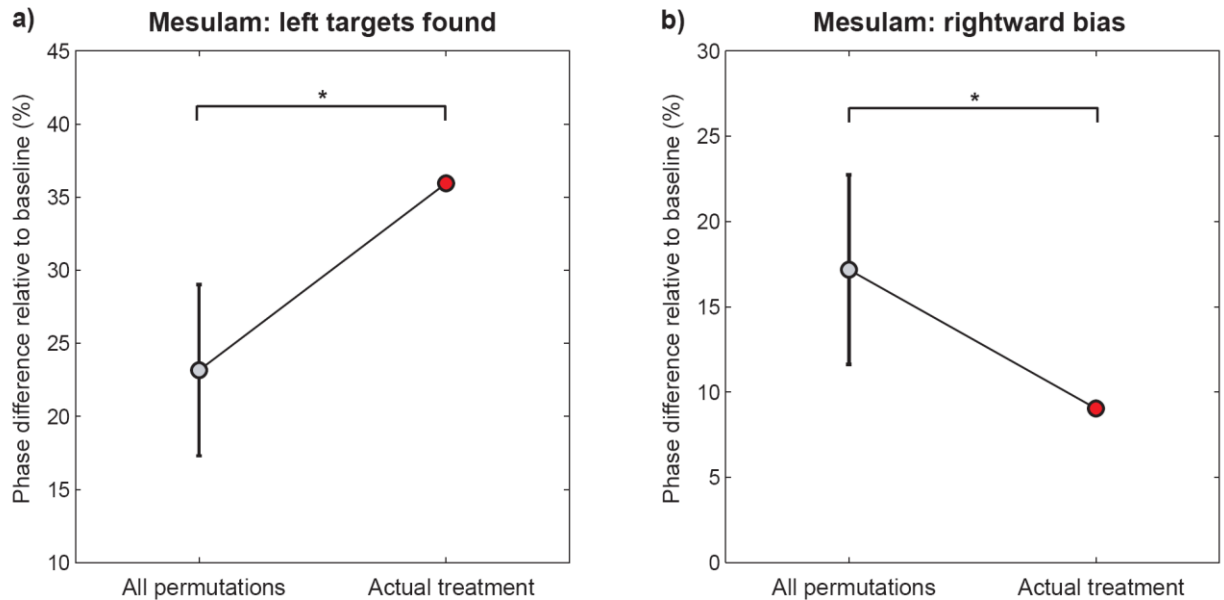 a)
Mesulam: left targets found
Phase difference relative to baseline (%)
45
40
35
30
25
20
15
10
*
All permutations
Actual treatment
b)
Mesulam: rightward bias
Phase difference relative to baseline (%)
30
25
20
15
10
5
0
*
All permutations
Actual treatment